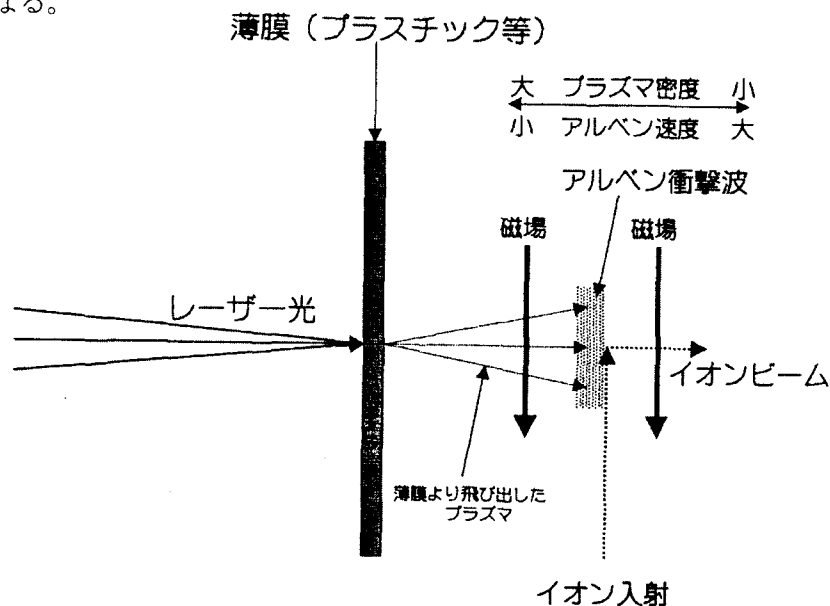 なる。
薄膜（プラスチック等）
大 プラズマ密度 小
小 アルベン速度 大
アルベン衝撃波
磁場 磁場
レーザー光
イオンビーム
薄膜より飛び出した
プラズマ
イオン入射